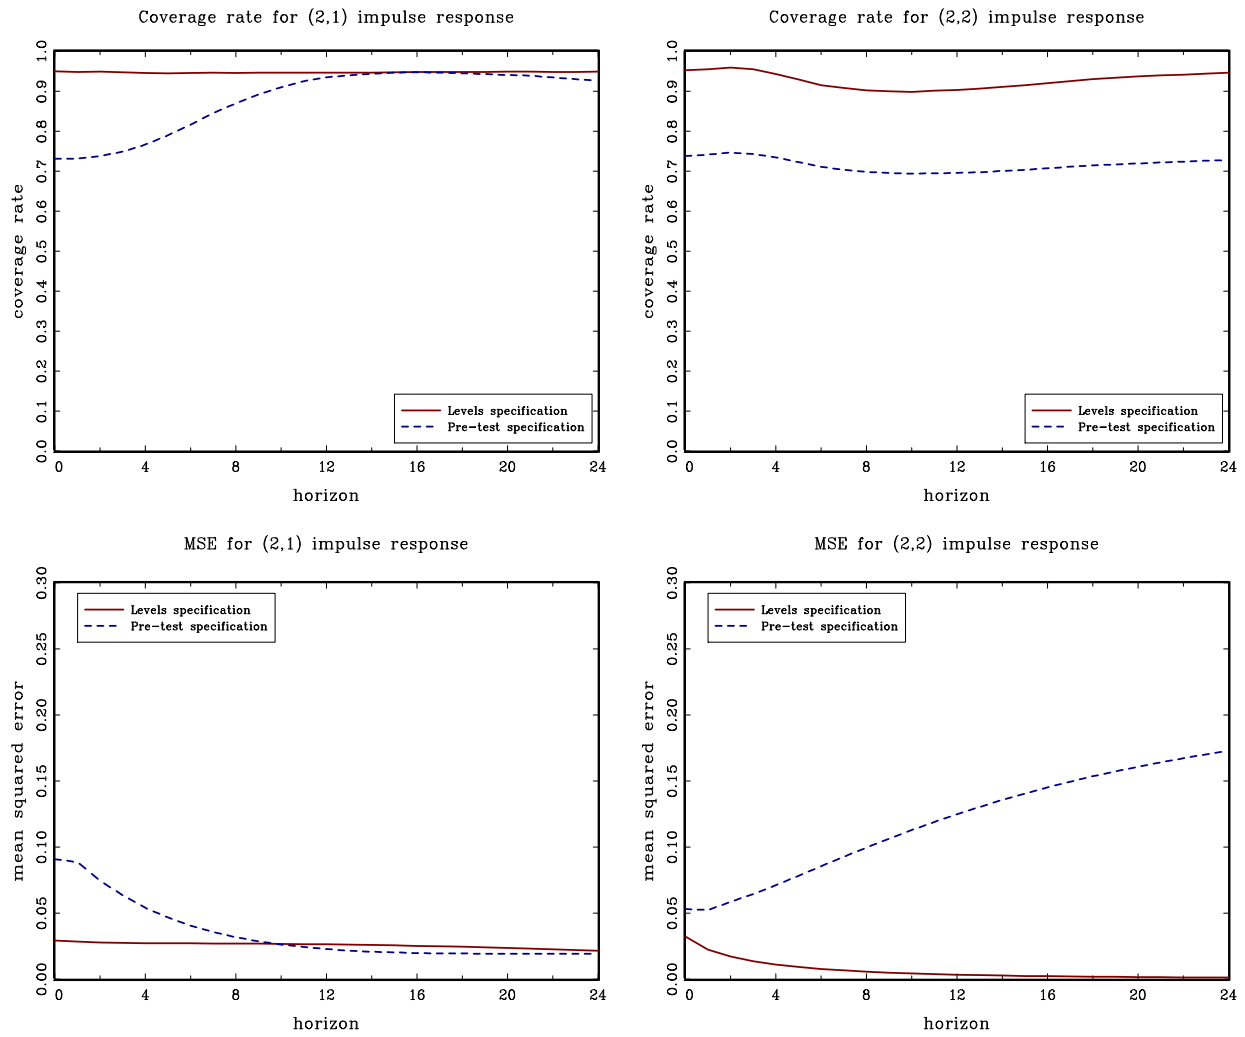 Coverage rate for (2,1) impulse response
coverage rate
0.0 0.1 0.2 0.3 0.4 0.5 0.6 0.7 0.8 0.9 1.0
Levels specification
Pre-test specification
0 4 8 12 16 20 24
horizon
Coverage rate for (2,2) impulse response
coverage rate
0.0 0.1 0.2 0.3 0.4 0.5 0.6 0.7 0.8 0.9 1.0
Levels specification
Pre-test specification
0 4 8 12 16 20 24
horizon
MSE for (2,1) impulse response
mean squared error
0.00 0.05 0.10 0.15 0.20 0.25 0.30
Levels specification
Pre-test specification
0 4 8 12 16 20 24
horizon
MSE for (2,2) impulse response
mean squared error
0.00 0.05 0.10 0.15 0.20 0.25 0.30
Levels specification
Pre-test specification
0 4 8 12 16 20 24
horizon